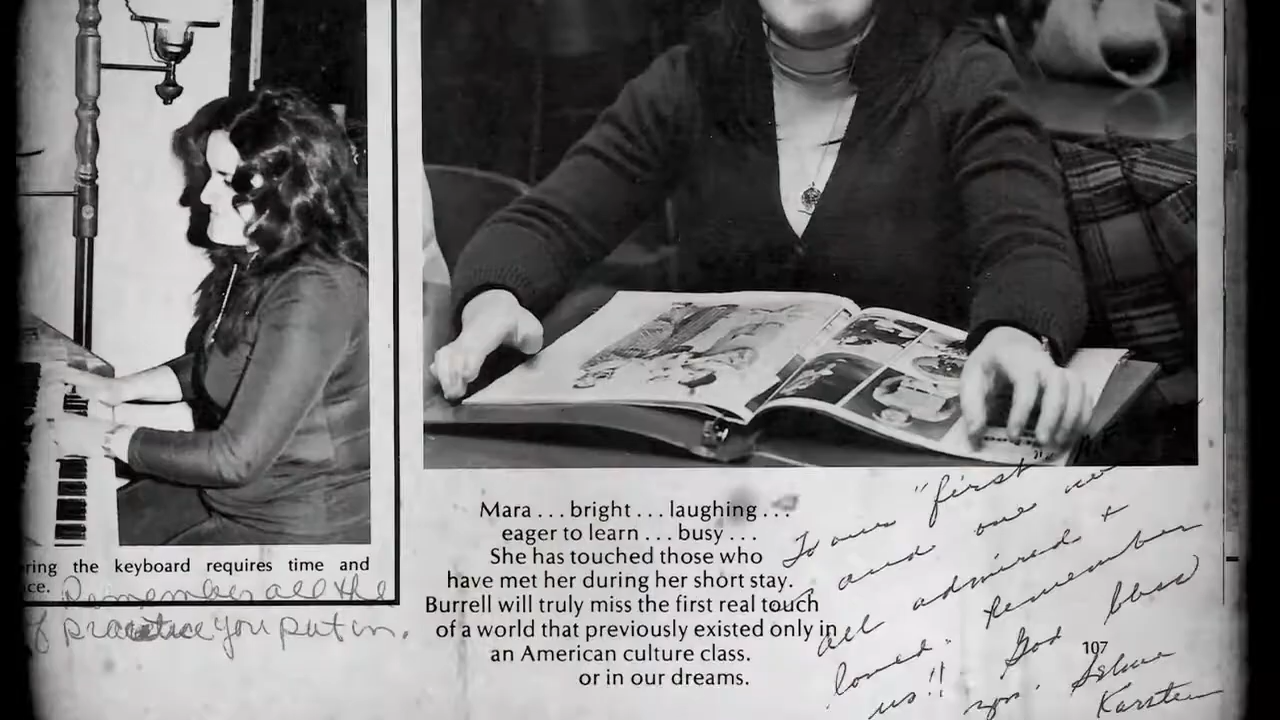 ring the keyboard requires time and
ce.
Remember all the
of practice you put in.
Mara . . . bright . . . laughing . . .
eager to learn . . . busy . . .
She has touched those who
have met her during her short stay.
Burrell will truly miss the first real touch
of a world that previously existed only in
an American culture class.
or in our dreams.
To our "first"
and one we
all admired +
loved. Remember
us!! God bless
you.
Karsten
107